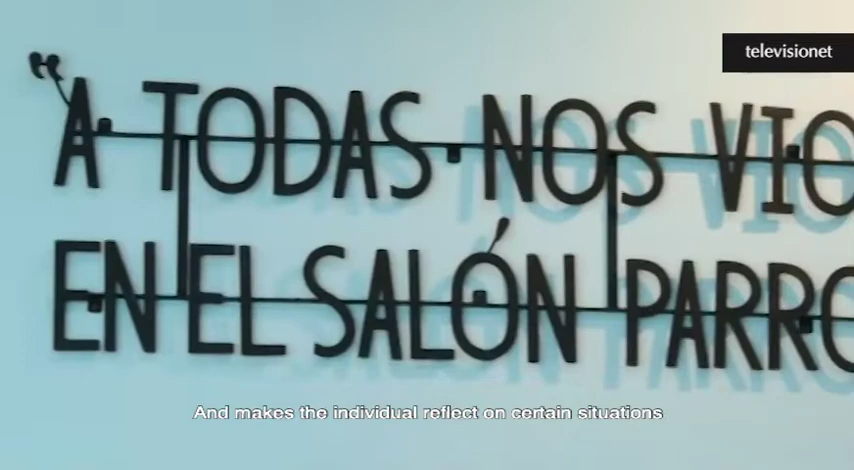 televisionet
"A TODAS NOS VIO
EN EL SALÓN PARRO
And makes the individual reflect on certain situations